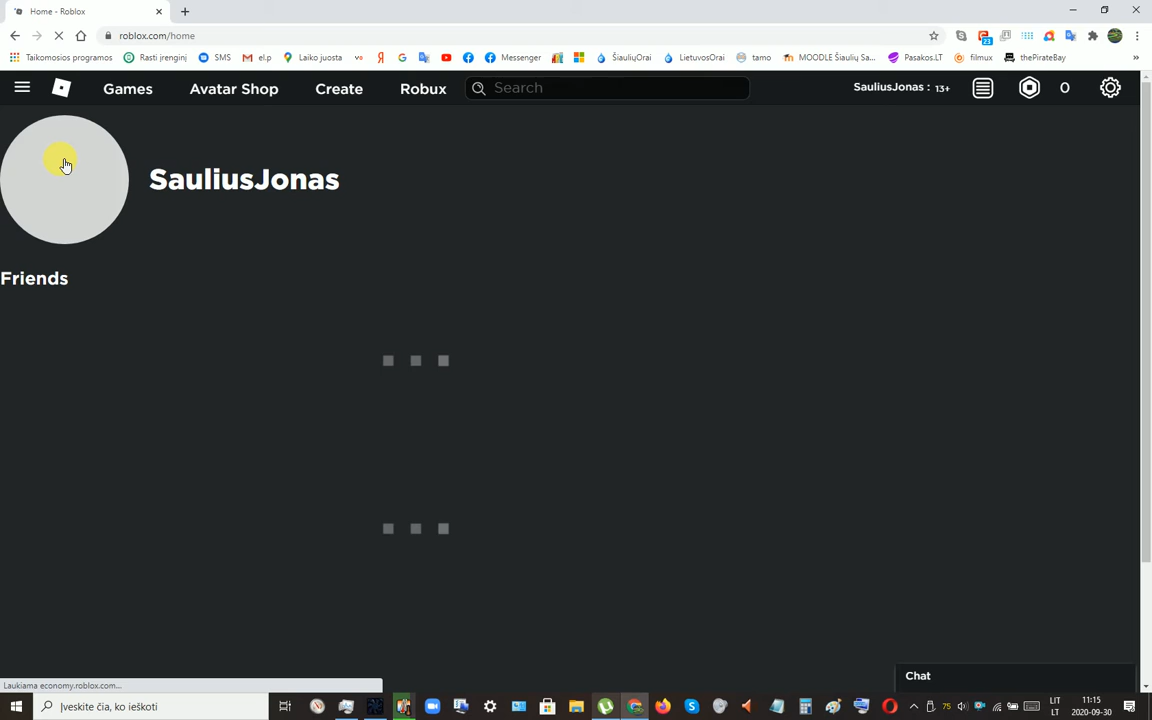 Home - Roblox
roblox.com/home
23
Taikomosios programos
Rasti įrenginį
SMS
el.p
Laiko juosta
Messenger
ŠiauliųOrai
LietuvosOrai
tamo
MOODLE Šiaulių Sa...
Pasakos.LT
filmux
thePirateBay
»
Games
Avatar Shop
Create
Robux
Search
SauliusJonas : 13+
0
SauliusJonas
Friends
Laukiama economy.roblox.com...
Chat
Įveskite čia, ko ieškoti
75
LIT
LT
11:15
2020-09-30